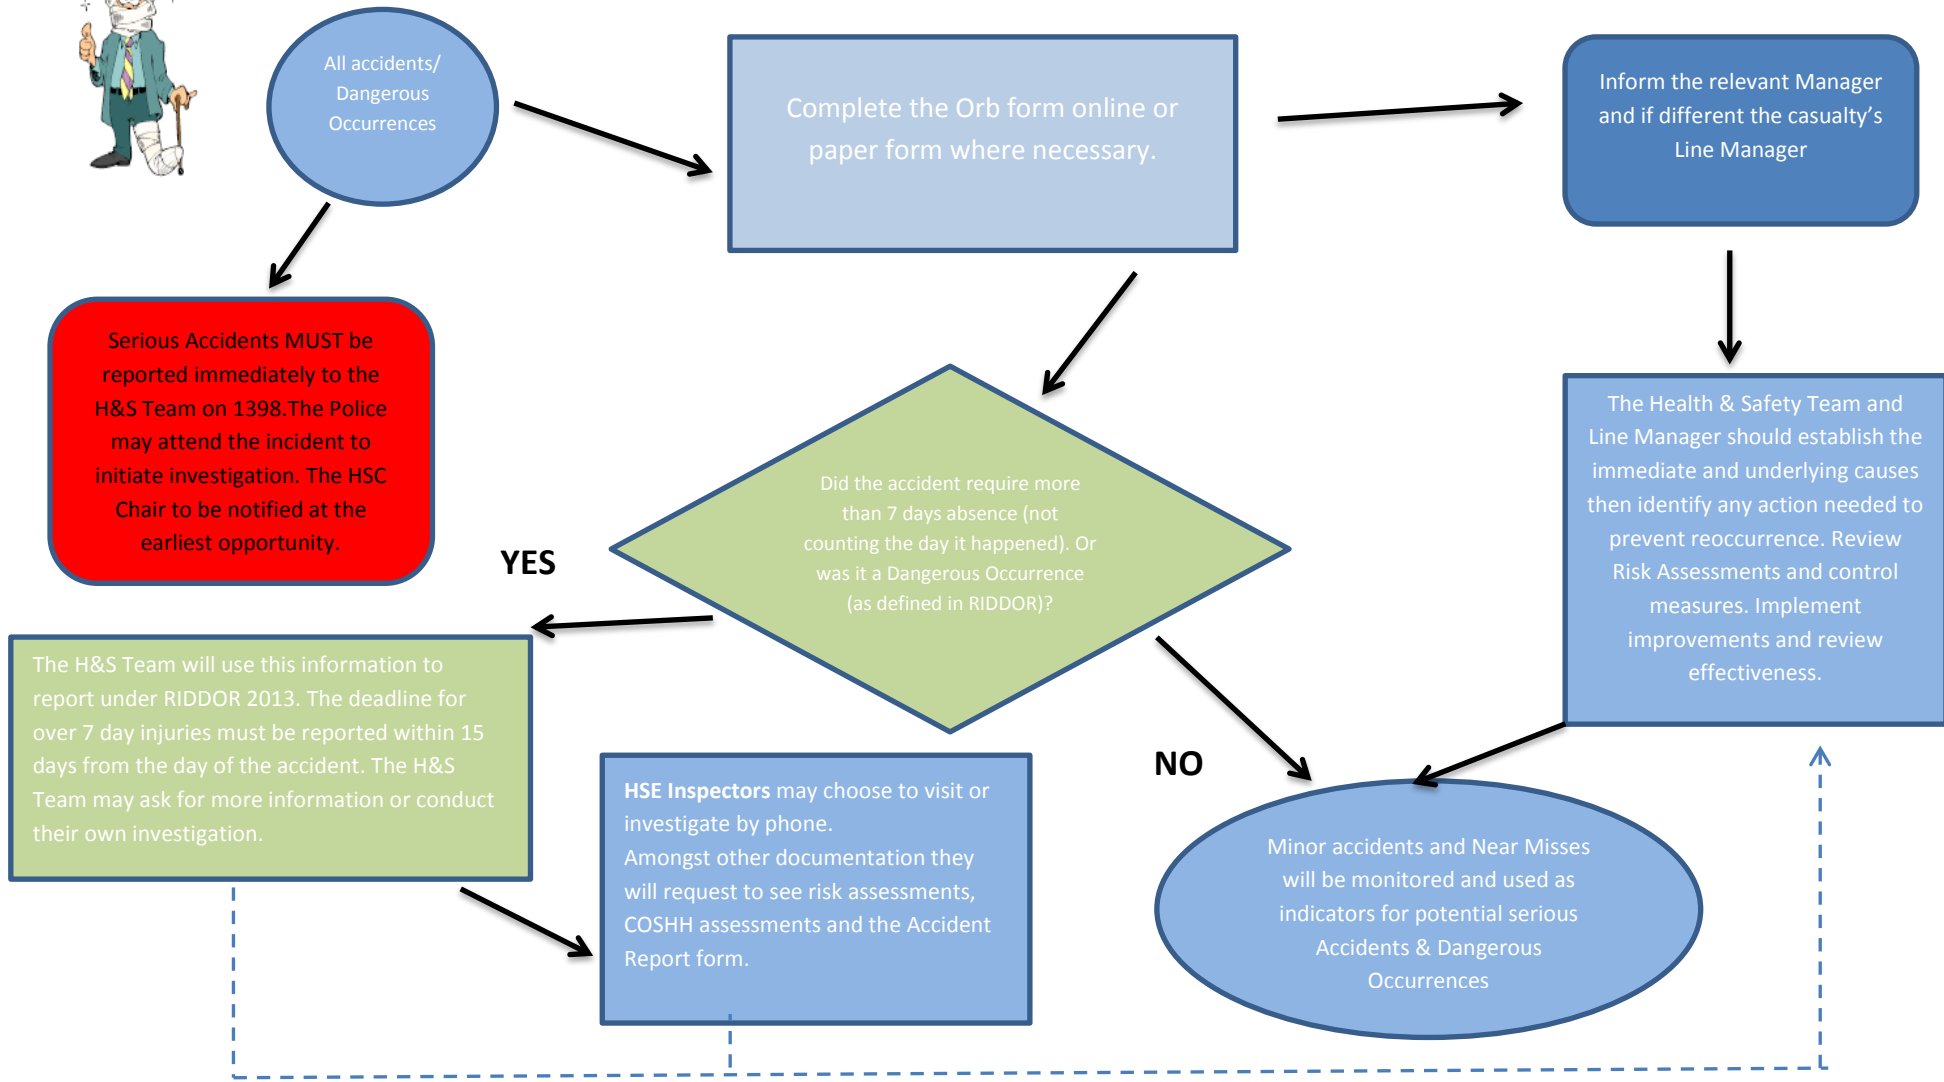 All accidents/
Dangerous
Occurrences
Complete the Orb form online or
paper form where necessary.
Inform the relevant Manager
and if different the casualty’s
Line Manager
Serious Accidents MUST be
reported immediately to the
H&S Team on 1398.The Police
may attend the incident to
initiate investigation. The HSC
Chair to be notified at the
earliest opportunity.
The Health & Safety Team and
Line Manager should establish the
immediate and underlying causes
then identify any action needed to
prevent reoccurrence. Review
Risk Assessments and control
measures. Implement
improvements and review
effectiveness.
Did the accident require more
than 7 days absence (not
counting the day it happened). Or
was it a Dangerous Occurrence
(as defined in RIDDOR)?
YES
The H&S Team will use this information to
report under RIDDOR 2013. The deadline for
over 7 day injuries must be reported within 15
days from the day of the accident. The H&S
Team may ask for more information or conduct
their own investigation.
NO
HSE Inspectors may choose to visit or
investigate by phone.
Amongst other documentation they
will request to see risk assessments,
COSHH assessments and the Accident
Report form.
Minor accidents and Near Misses
will be monitored and used as
indicators for potential serious
Accidents & Dangerous
Occurrences